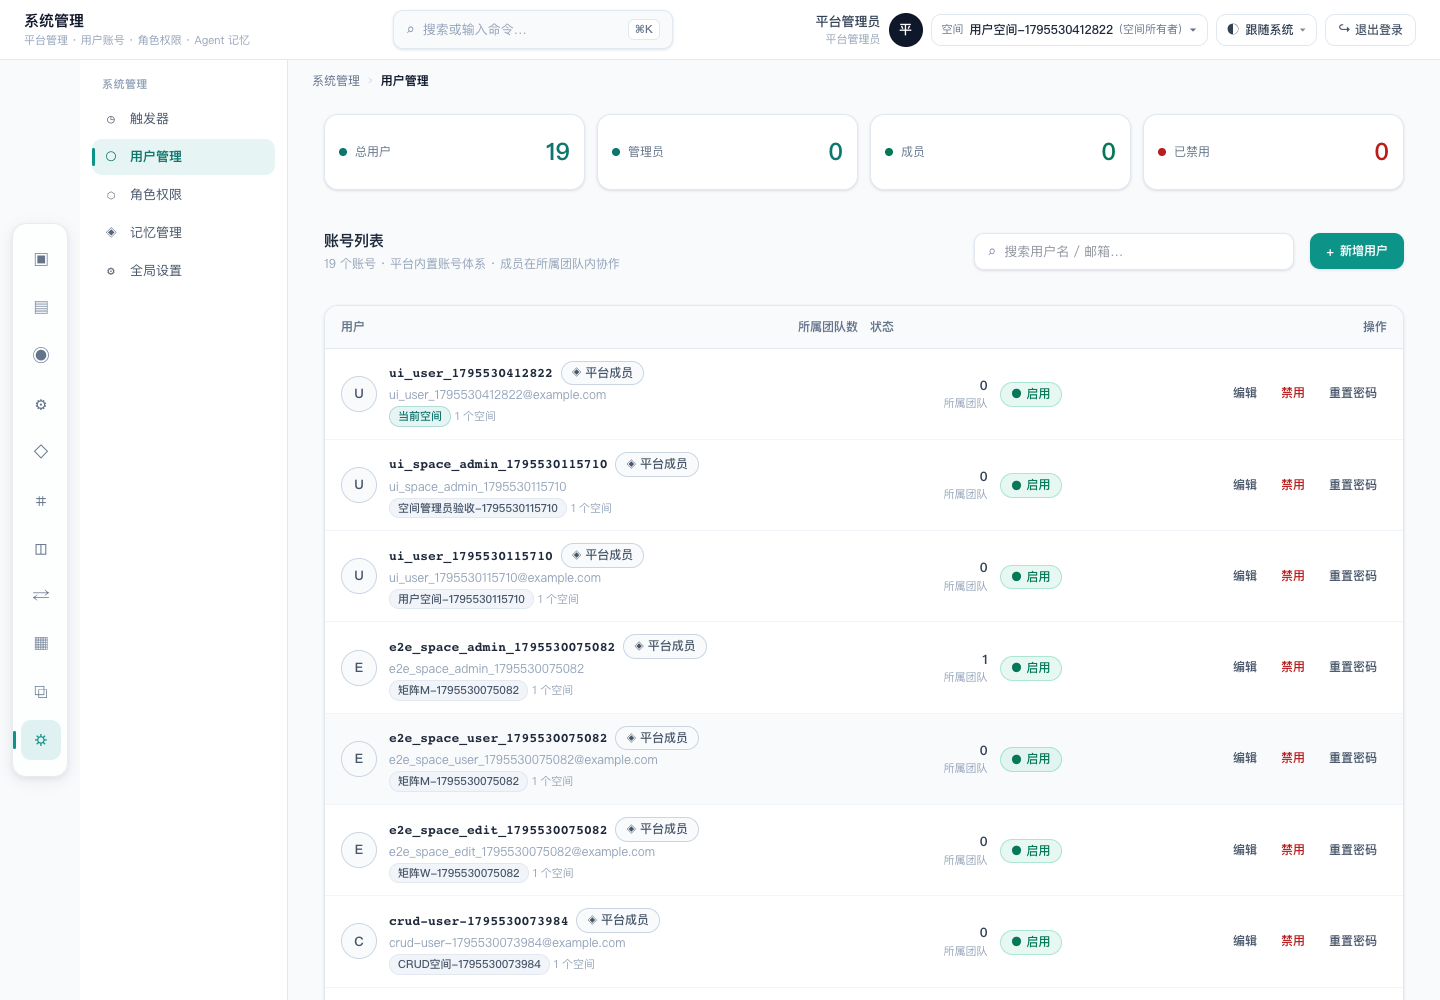 系统管理
平台管理 · 用户账号 · 角色权限 · Agent 记忆
搜索或输入命令... ⌘K
平台管理员
平台管理员
平
空间 用户空间-1795530412822 (空间所有者)
跟随系统
退出登录
系统管理
触发器
用户管理
角色权限
记忆管理
全局设置
系统管理 › 用户管理
总用户 19
管理员 0
成员 0
已禁用 0
账号列表
19 个账号 · 平台内置账号体系 · 成员在所属团队内协作
搜索用户名 / 邮箱...
+ 新增用户
用户 所属团队数 状态 操作
U
ui_user_1795530412822 ◈ 平台成员
ui_user_1795530412822@example.com
当前空间 1 个空间
0
所属团队
启用
编辑 禁用 重置密码
U
ui_space_admin_1795530115710 ◈ 平台成员
ui_space_admin_1795530115710
空间管理员验收-1795530115710 1 个空间
0
所属团队
启用
编辑 禁用 重置密码
U
ui_user_1795530115710 ◈ 平台成员
ui_user_1795530115710@example.com
用户空间-1795530115710 1 个空间
0
所属团队
启用
编辑 禁用 重置密码
E
e2e_space_admin_1795530075082 ◈ 平台成员
e2e_space_admin_1795530075082
矩阵M-1795530075082 1 个空间
1
所属团队
启用
编辑 禁用 重置密码
E
e2e_space_user_1795530075082 ◈ 平台成员
e2e_space_user_1795530075082@example.com
矩阵M-1795530075082 1 个空间
0
所属团队
启用
编辑 禁用 重置密码
E
e2e_space_edit_1795530075082 ◈ 平台成员
e2e_space_edit_1795530075082@example.com
矩阵W-1795530075082 1 个空间
0
所属团队
启用
编辑 禁用 重置密码
C
crud-user-1795530073984 ◈ 平台成员
crud-user-1795530073984@example.com
CRUD空间-1795530073984 1 个空间
0
所属团队
启用
编辑 禁用 重置密码